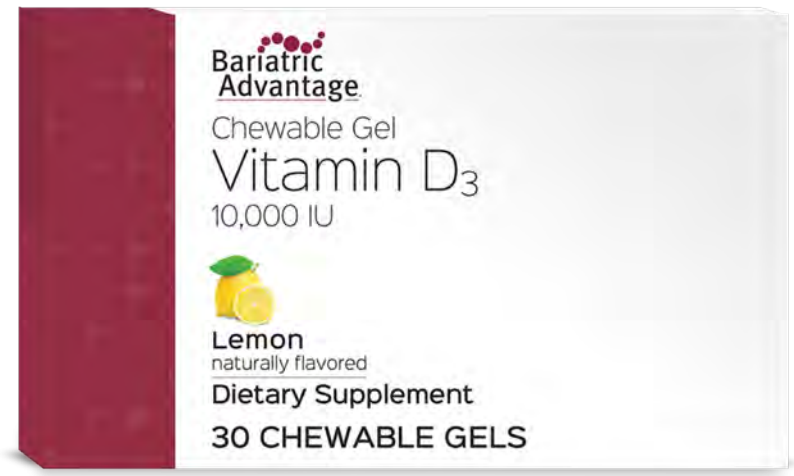 Bariatric
Advantage
Chewable Gel
Vitamin D3
10,000 IU
Lemon
naturally flavored
Dietary Supplement
30 CHEWABLE GELS